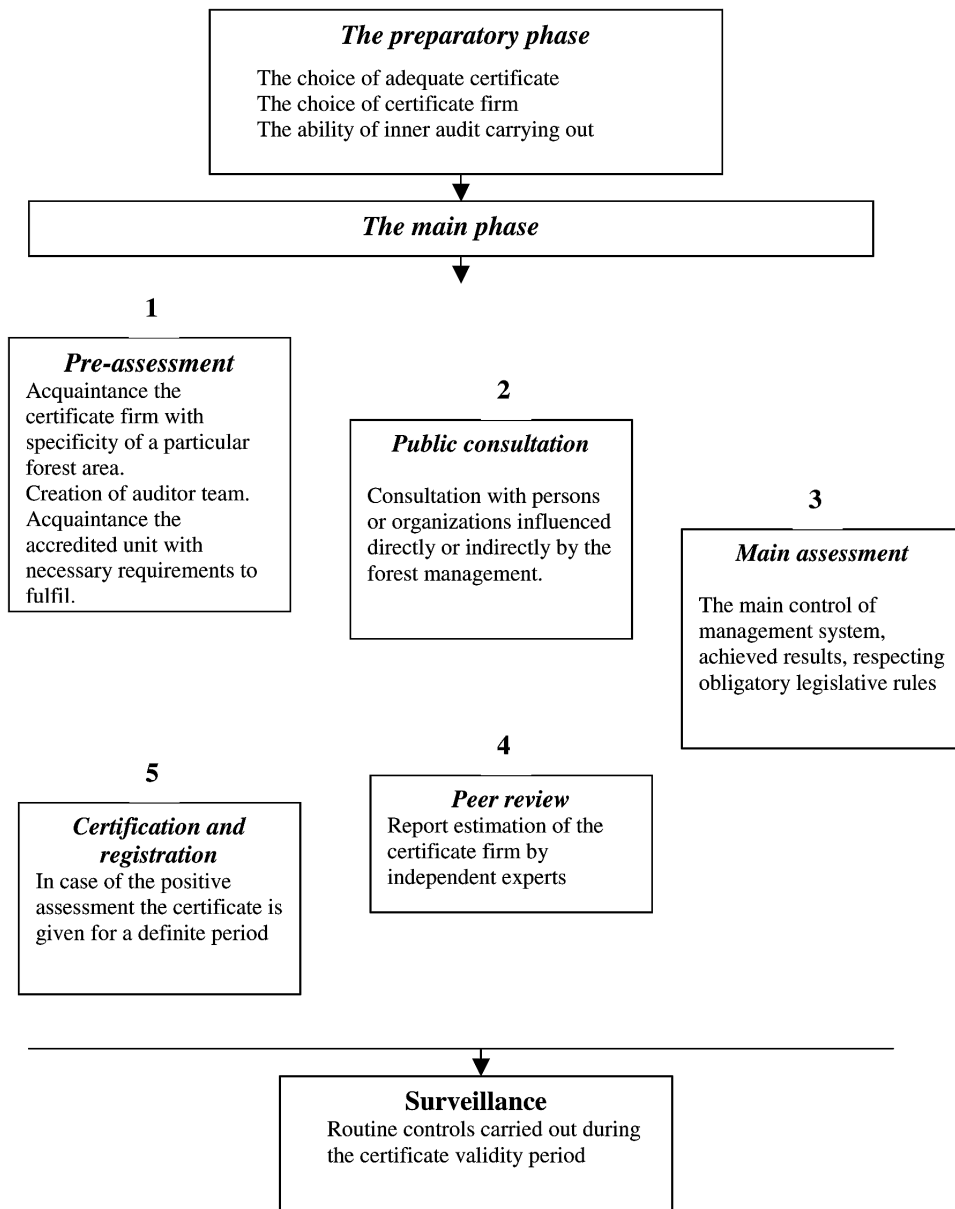 The preparatory phase
The choice of adequate certificate
The choice of certificate firm
The ability of inner audit carrying out
The main phase
1
Pre-assessment
Acquaintance the
certificate firm with
specificity of a particular
forest area.
Creation of auditor team.
Acquaintance the
accredited unit with
necessary requirements to
fulfil.
2
Public consultation
Consultation with persons
or organizations influenced
directly or indirectly by the
forest management.
3
Main assessment
The main control of
management system,
achieved results, respecting
obligatory legislative rules
4
Peer review
Report estimation of the
certificate firm by
independent experts
5
Certification and
registration
In case of the positive
assessment the certificate is
given for a definite period
Surveillance
Routine controls carried out during
the certificate validity period